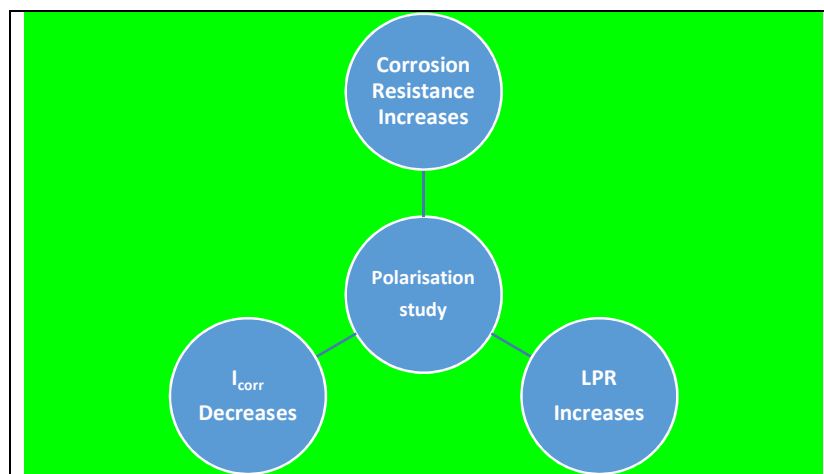 Corrosion
Resistance
Increases
Polarisation
study
Icorr
Decreases
LPR
Increases